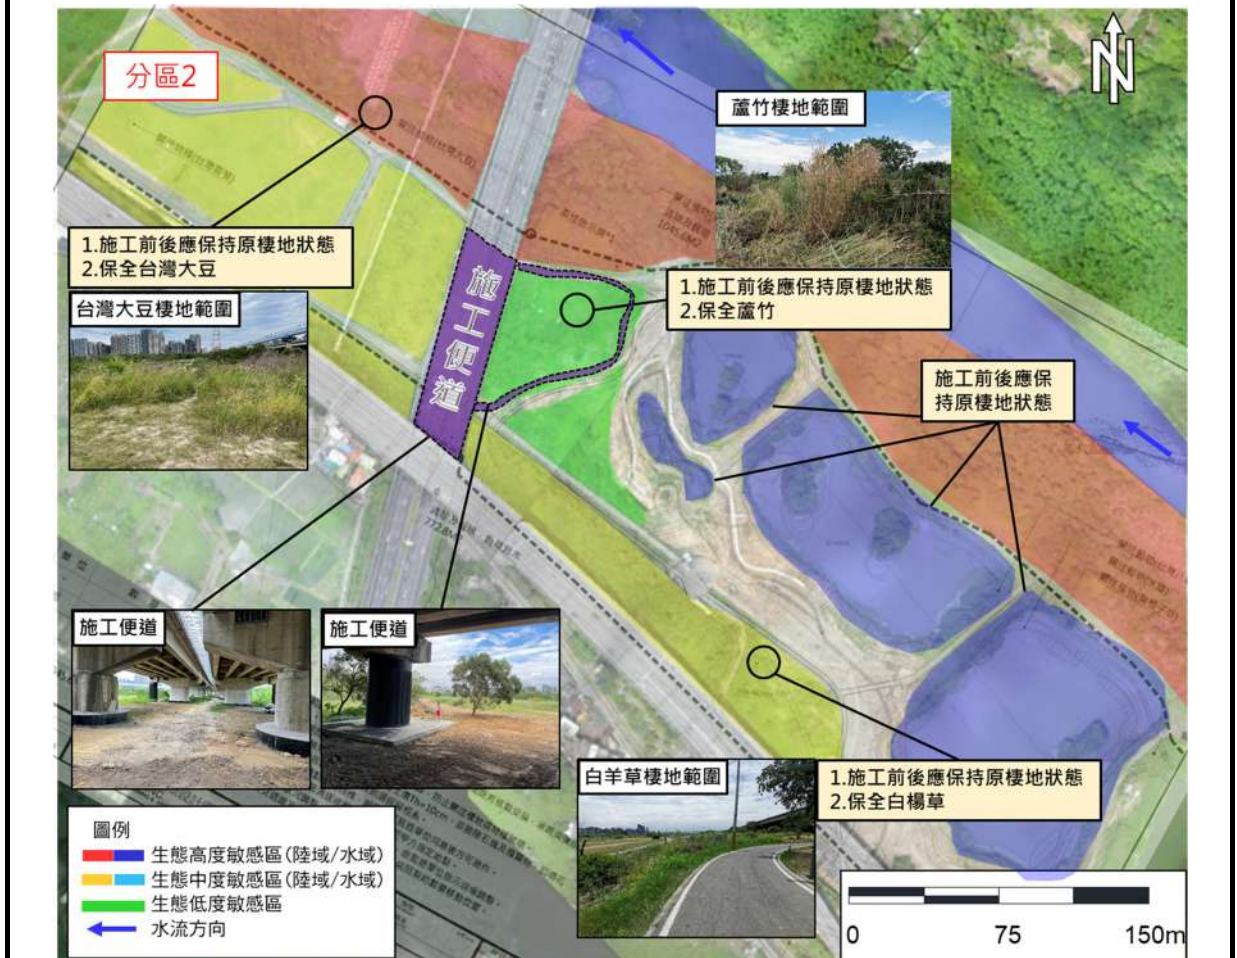 分區2
N
蘆竹棲地範圍
1.施工前後應保持原棲地狀態
2.保全台灣大豆
台灣大豆棲地範圍
施工便道
1.施工前後應保持原棲地狀態
2.保全蘆竹
施工前後應保
持原棲地狀態
施工便道
施工便道
白羊草棲地範圍
1.施工前後應保持原棲地狀態
2.保全白楊草
圖例
生態高度敏感區(陸域/水域)
生態中度敏感區(陸域/水域)
生態低度敏感區
水流方向
0 75 150m